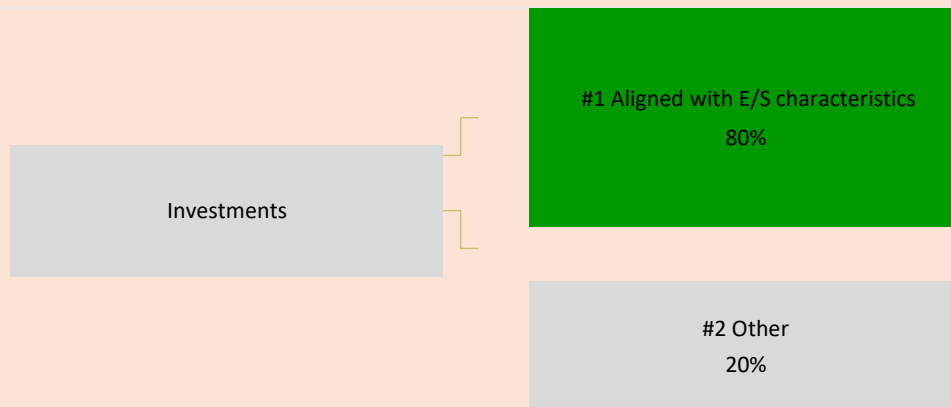 #1 Aligned with E/S characteristics
80%
Investments
#2 Other
20%